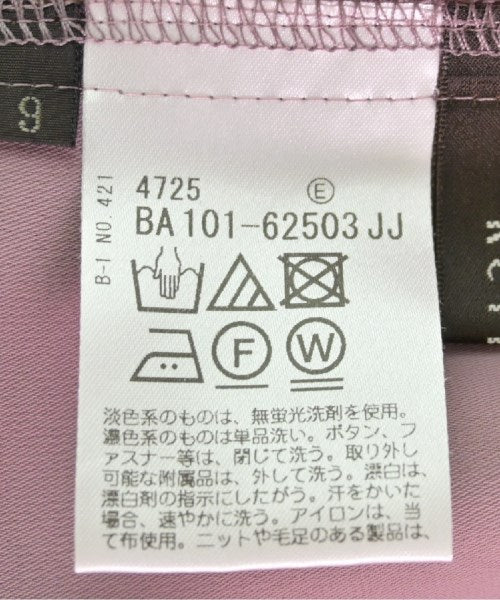 9
B-1 NO.421
4725 E
BA101-62503JJ
F W
淡色系のものは、無蛍光洗剤を使用。
濃色系のものは単品洗い。ボタン、ファ
スナー等は、閉じて洗う。取り外し
可能な附属品は、外して洗う。漂白は、
漂白剤の指示にしたがう。汗をかいた
場合、速やかに洗う。アイロンは、当
て布使用。ニットや毛足のある製品は、